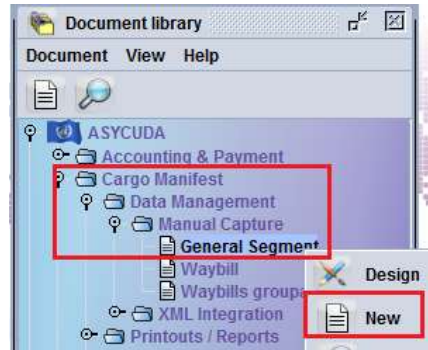 Document library
Document View Help
ASYCUDA
Accounting & Payment
Cargo Manifest
Data Management
Manual Capture
General Segment
Waybill
Design
Waybills
New
XML Integration
Printouts / Reports